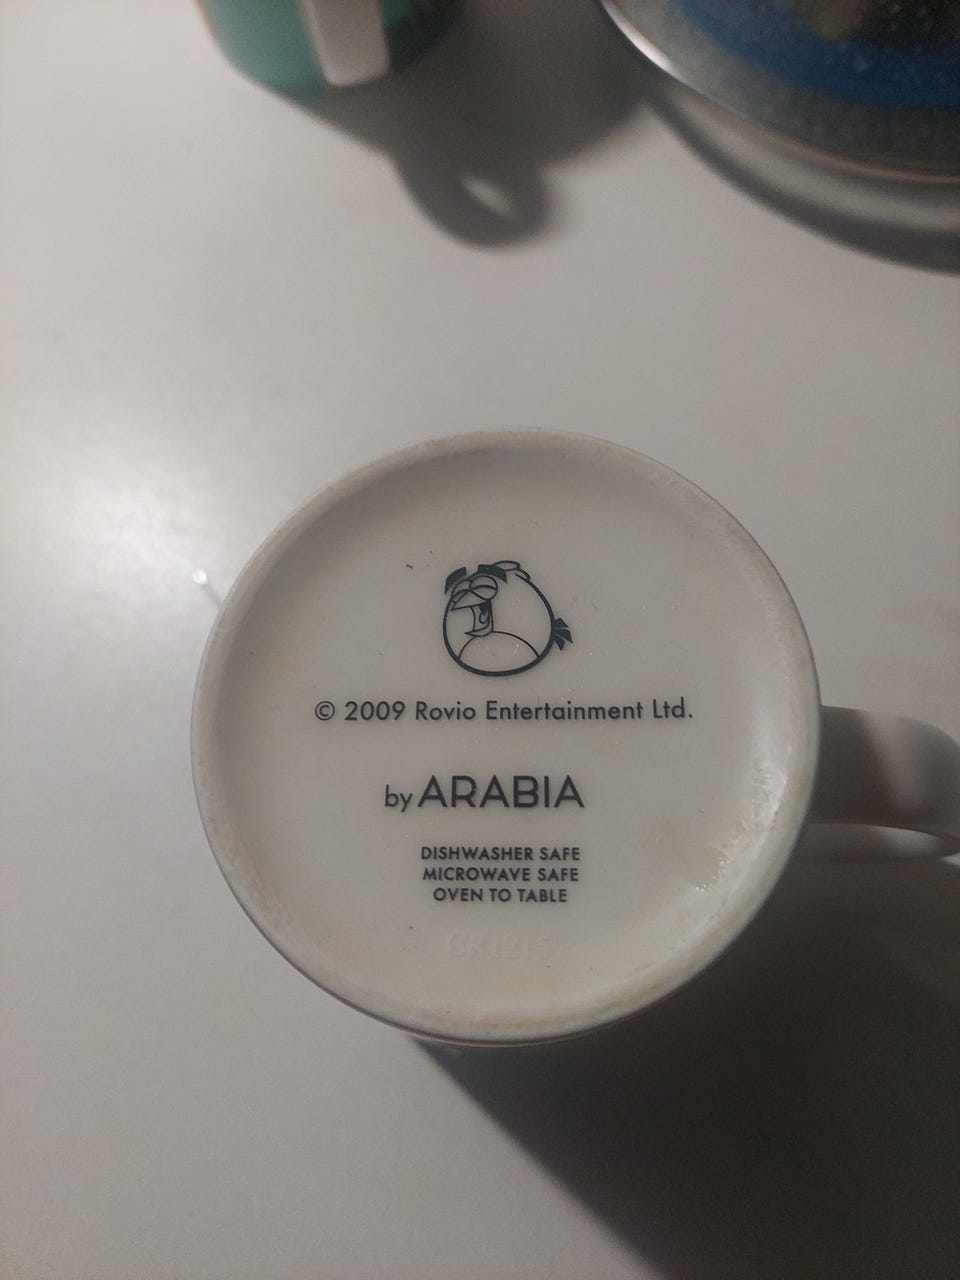 © 2009 Rovio Entertainment Ltd.
by ARABIA
DISHWASHER SAFE
MICROWAVE SAFE
OVEN TO TABLE